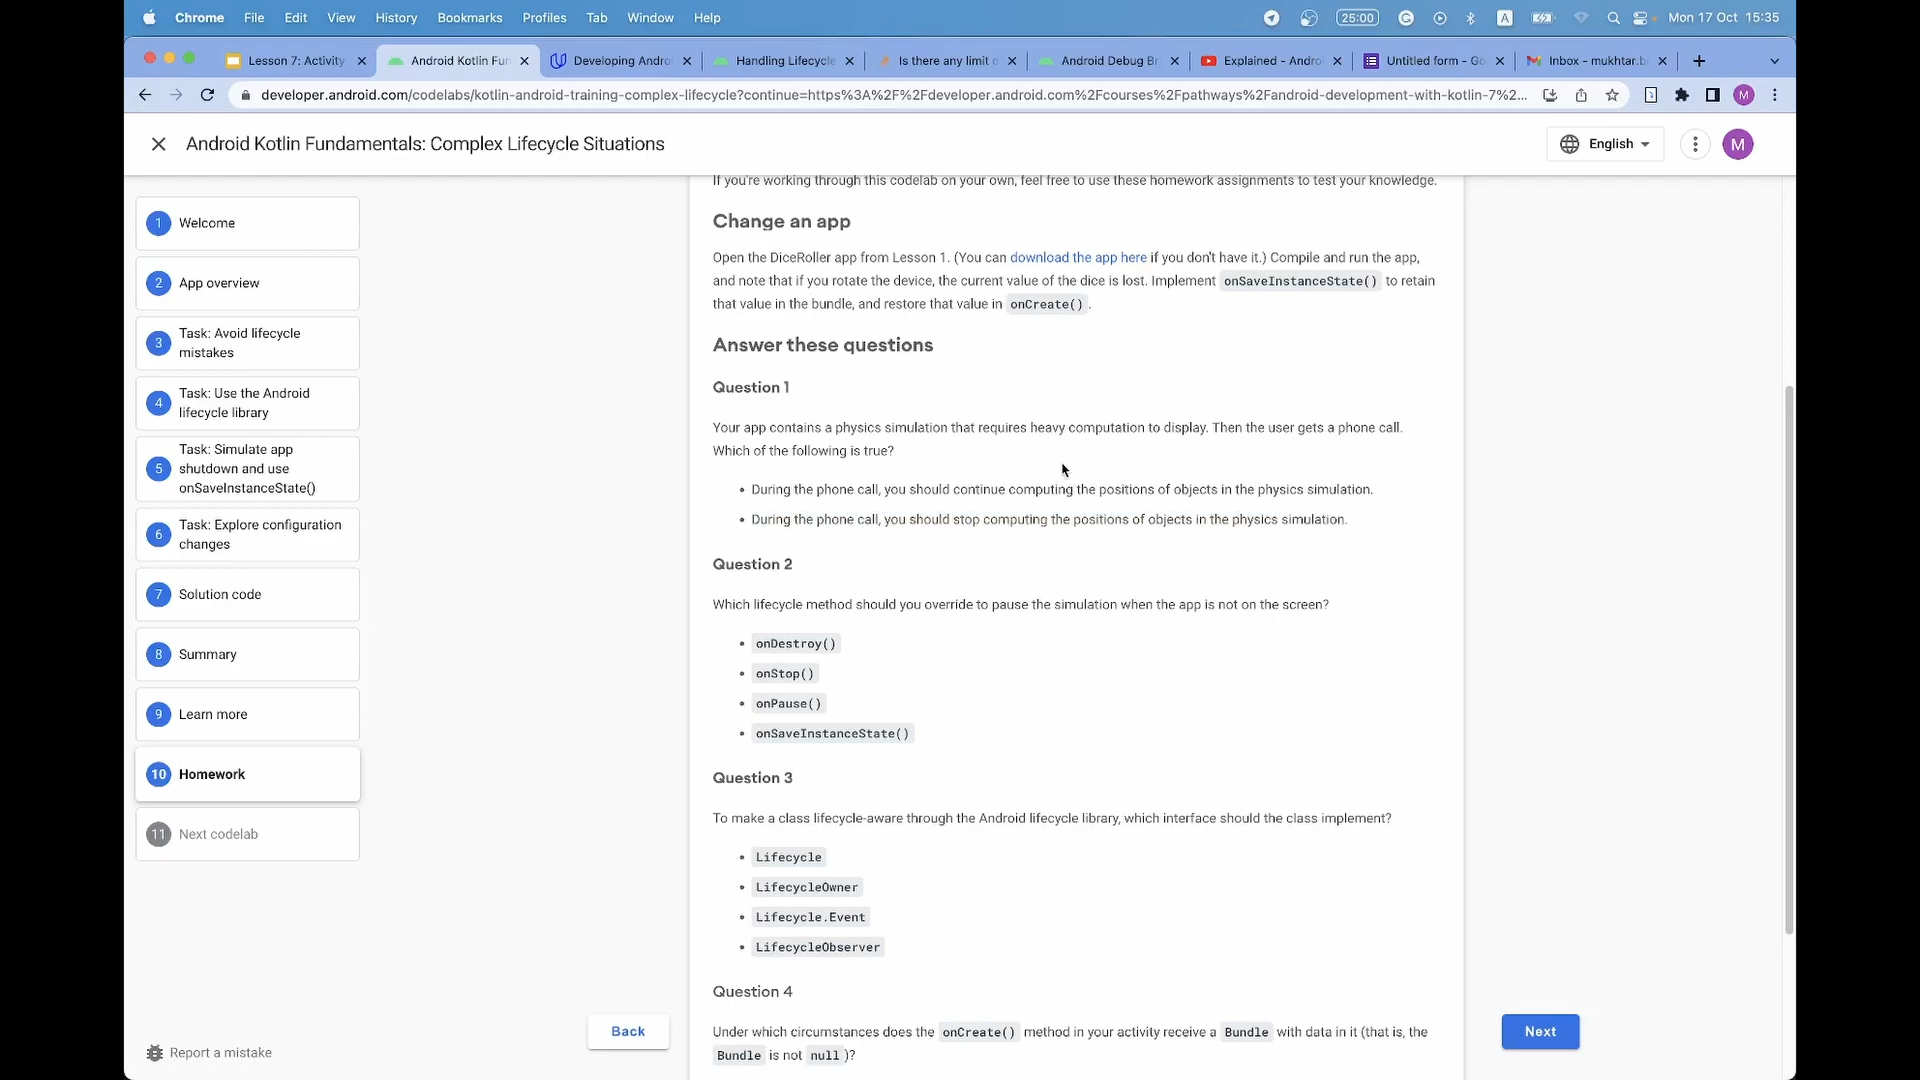 Chrome File Edit View History Bookmarks Profiles Tab Window Help 25:00 A Mon 17 Oct 15:35
Lesson 7: Activity Android Kotlin Fun Developing Andro Handling Lifecycle Is there any limit o Android Debug Br Explained - Andro Untitled form - Go Inbox - mukhtar.b
developer.android.com/codelabs/kotlin-android-training-complex-lifecycle?continue=https%3A%2F%2Fdeveloper.android.com%2Fcourses%2Fpathways%2Fandroid-development-with-kotlin-7%2... M
Android Kotlin Fundamentals: Complex Lifecycle Situations English M
1 Welcome
2 App overview
3 Task: Avoid lifecycle
mistakes
4 Task: Use the Android
lifecycle library
5 Task: Simulate app
shutdown and use
onSaveInstanceState()
6 Task: Explore configuration
changes
7 Solution code
8 Summary
9 Learn more
10 Homework
11 Next codelab
Report a mistake
If you're working through this codelab on your own, feel free to use these homework assignments to test your knowledge.
Change an app
Open the DiceRoller app from Lesson 1. (You can download the app here if you don't have it.) Compile and run the app,
and note that if you rotate the device, the current value of the dice is lost. Implement onSaveInstanceState() to retain
that value in the bundle, and restore that value in onCreate().
Answer these questions
Question 1
Your app contains a physics simulation that requires heavy computation to display. Then the user gets a phone call.
Which of the following is true?
• During the phone call, you should continue computing the positions of objects in the physics simulation.
• During the phone call, you should stop computing the positions of objects in the physics simulation.
Question 2
Which lifecycle method should you override to pause the simulation when the app is not on the screen?
• onDestroy()
• onStop()
• onPause()
• onSaveInstanceState()
Question 3
To make a class lifecycle-aware through the Android lifecycle library, which interface should the class implement?
• Lifecycle
• LifecycleOwner
• Lifecycle.Event
• LifecycleObserver
Question 4
Under which circumstances does the onCreate() method in your activity receive a Bundle with data in it (that is, the
Bundle is not null)?
Back Next